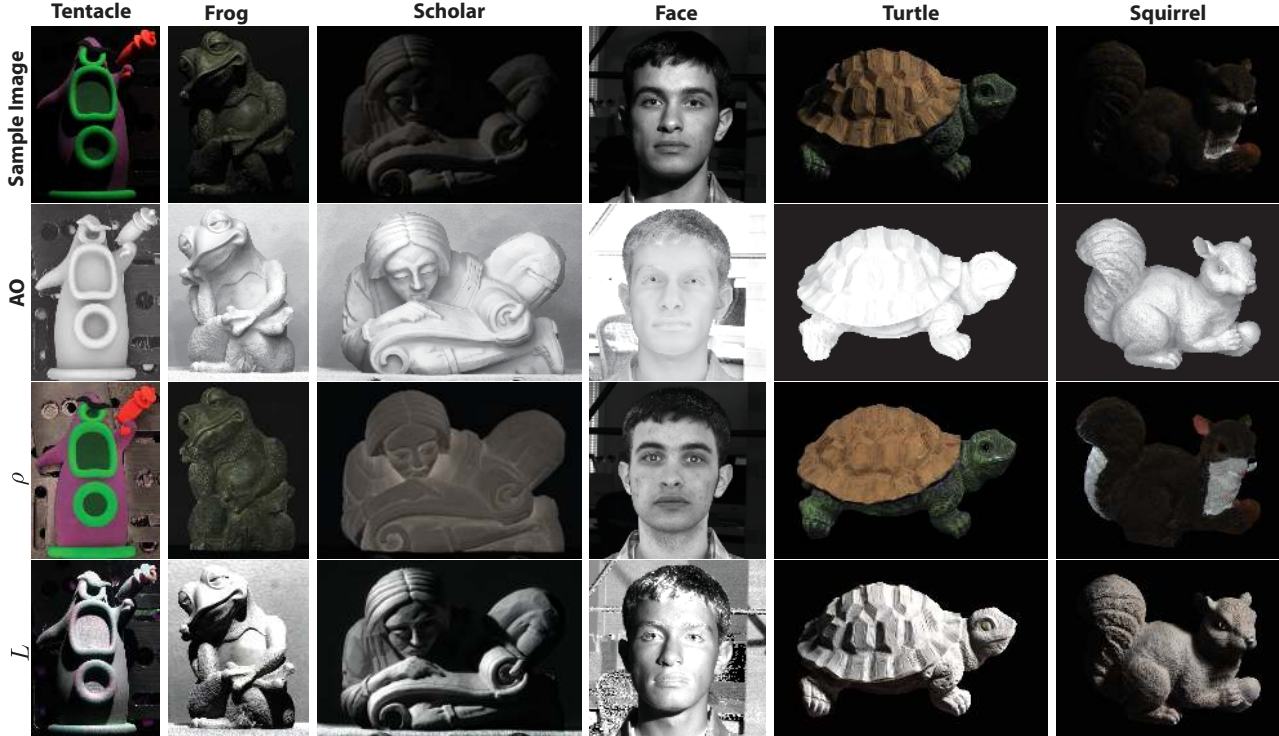 Tentacle Frog Scholar Face Turtle Squirrel
Sample Image
AO
ρ
L